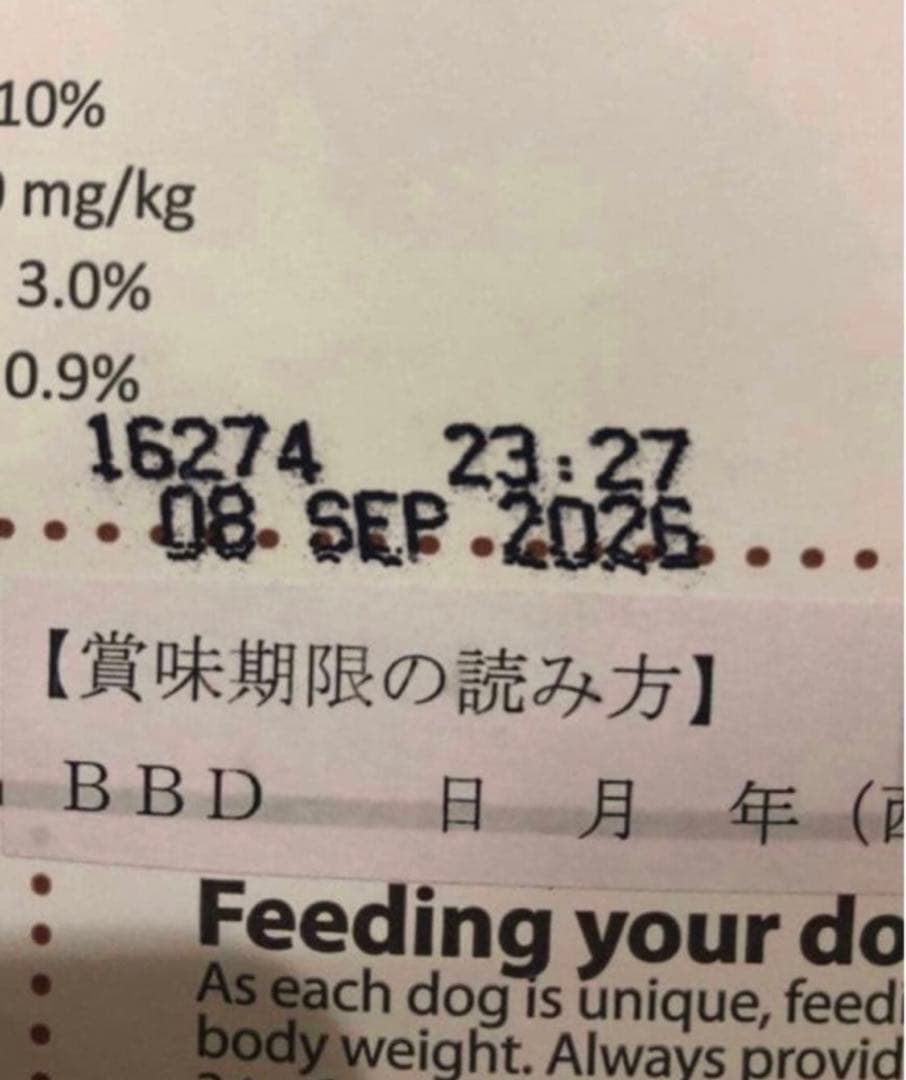 10%
mg/kg
3.0%
0.9%
16274 23:27
08 SEP 2026
【賞味期限の読み方】
BBD 日 月 年（西
Feeding your do
As each dog is unique, feed
body weight. Always provid